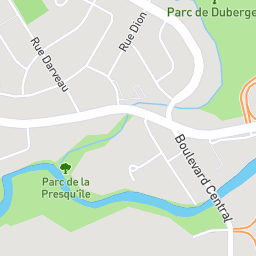 Parc de Duberge
Rue Dion
Rue Darveau
Boulevard Central
Parc de la
Presqu'île